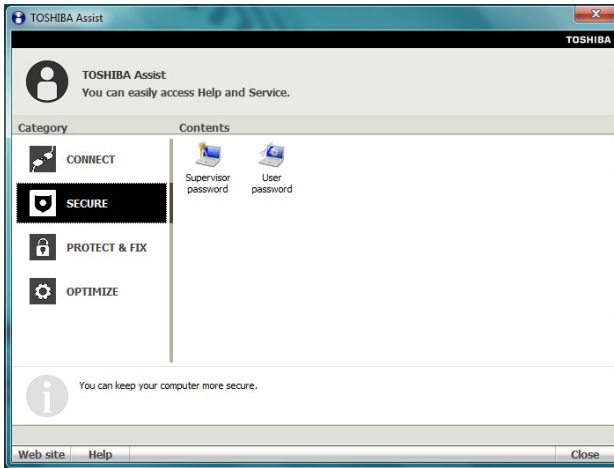 TOSHIBA Assist
TOSHIBA
TOSHIBA Assist
You can easily access Help and Service.
Category
Contents
CONNECT
SECURE
PROTECT & FIX
OPTIMIZE
Supervisor
password
User
password
You can keep your computer more secure.
Web site
Help
Close